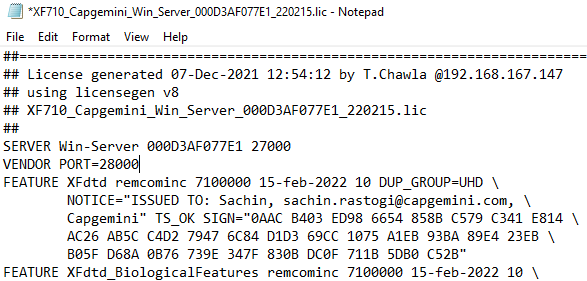 *XF710_Capgemini_Win_Server_000D3AF077E1_220215.lic - Notepad
File Edit Format View Help
##=======================================================================
## License generated 07-Dec-2021 12:54:12 by T.Chawla @192.168.167.147
## using licensegen v8
## XF710_Capgemini_Win_Server_000D3AF077E1_220215.lic
##
SERVER Win-Server 000D3AF077E1 27000
VENDOR PORT=28000
FEATURE XFdtd remcominc 7100000 15-feb-2022 10 DUP_GROUP=UHD \
NOTICE="ISSUED TO: Sachin, sachin.rastogi@capgemini.com, \
Capgemini" TS_OK SIGN="0AAC B403 ED98 6654 858B C579 C341 E814 \
AC26 AB5C C4D2 7947 6C84 D1D3 69CC 1075 A1EB 93BA 89E4 23EB \
B05F D68A 0B76 739E 347F 830B DC0F 711B 5DB0 C52B"
FEATURE XFdtd_BiologicalFeatures remcominc 7100000 15-feb-2022 10 \